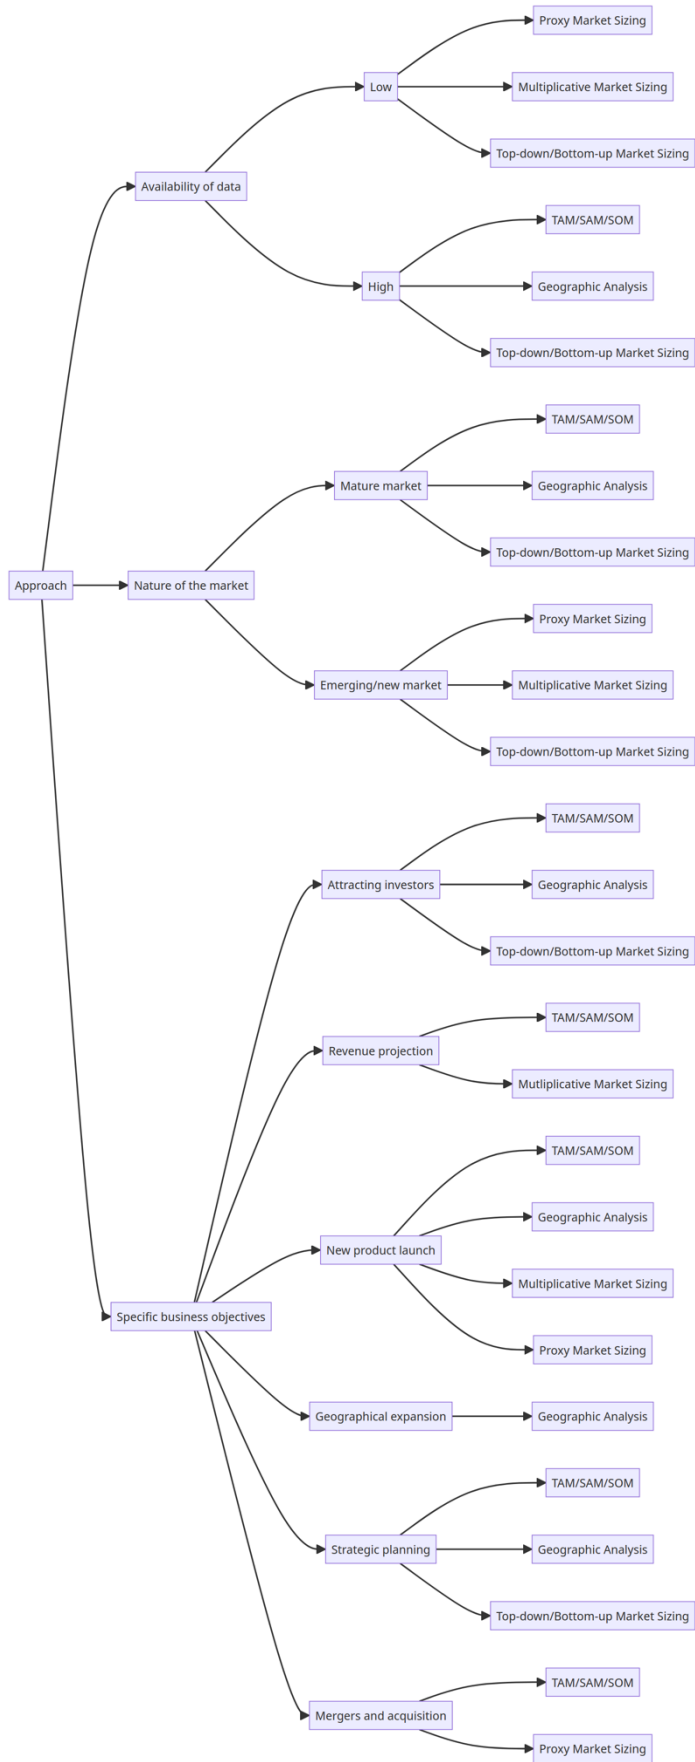 Proxy Market Sizing
Low
Multiplicative Market Sizing
Top-down/Bottom-up Market Sizing
Availability of data
TAM/SAM/SOM
High
Geographic Analysis
Top-down/Bottom-up Market Sizing
TAM/SAM/SOM
Mature market
Geographic Analysis
Top-down/Bottom-up Market Sizing
Approach
Nature of the market
Proxy Market Sizing
Emerging/new market
Multiplicative Market Sizing
Top-down/Bottom-up Market Sizing
TAM/SAM/SOM
Attracting investors
Geographic Analysis
Top-down/Bottom-up Market Sizing
TAM/SAM/SOM
Revenue projection
Mutliplicative Market Sizing
TAM/SAM/SOM
Geographic Analysis
New product launch
Multiplicative Market Sizing
Specific business objectives
Proxy Market Sizing
Geographical expansion
Geographic Analysis
TAM/SAM/SOM
Strategic planning
Geographic Analysis
Top-down/Bottom-up Market Sizing
TAM/SAM/SOM
Mergers and acquisition
Proxy Market Sizing